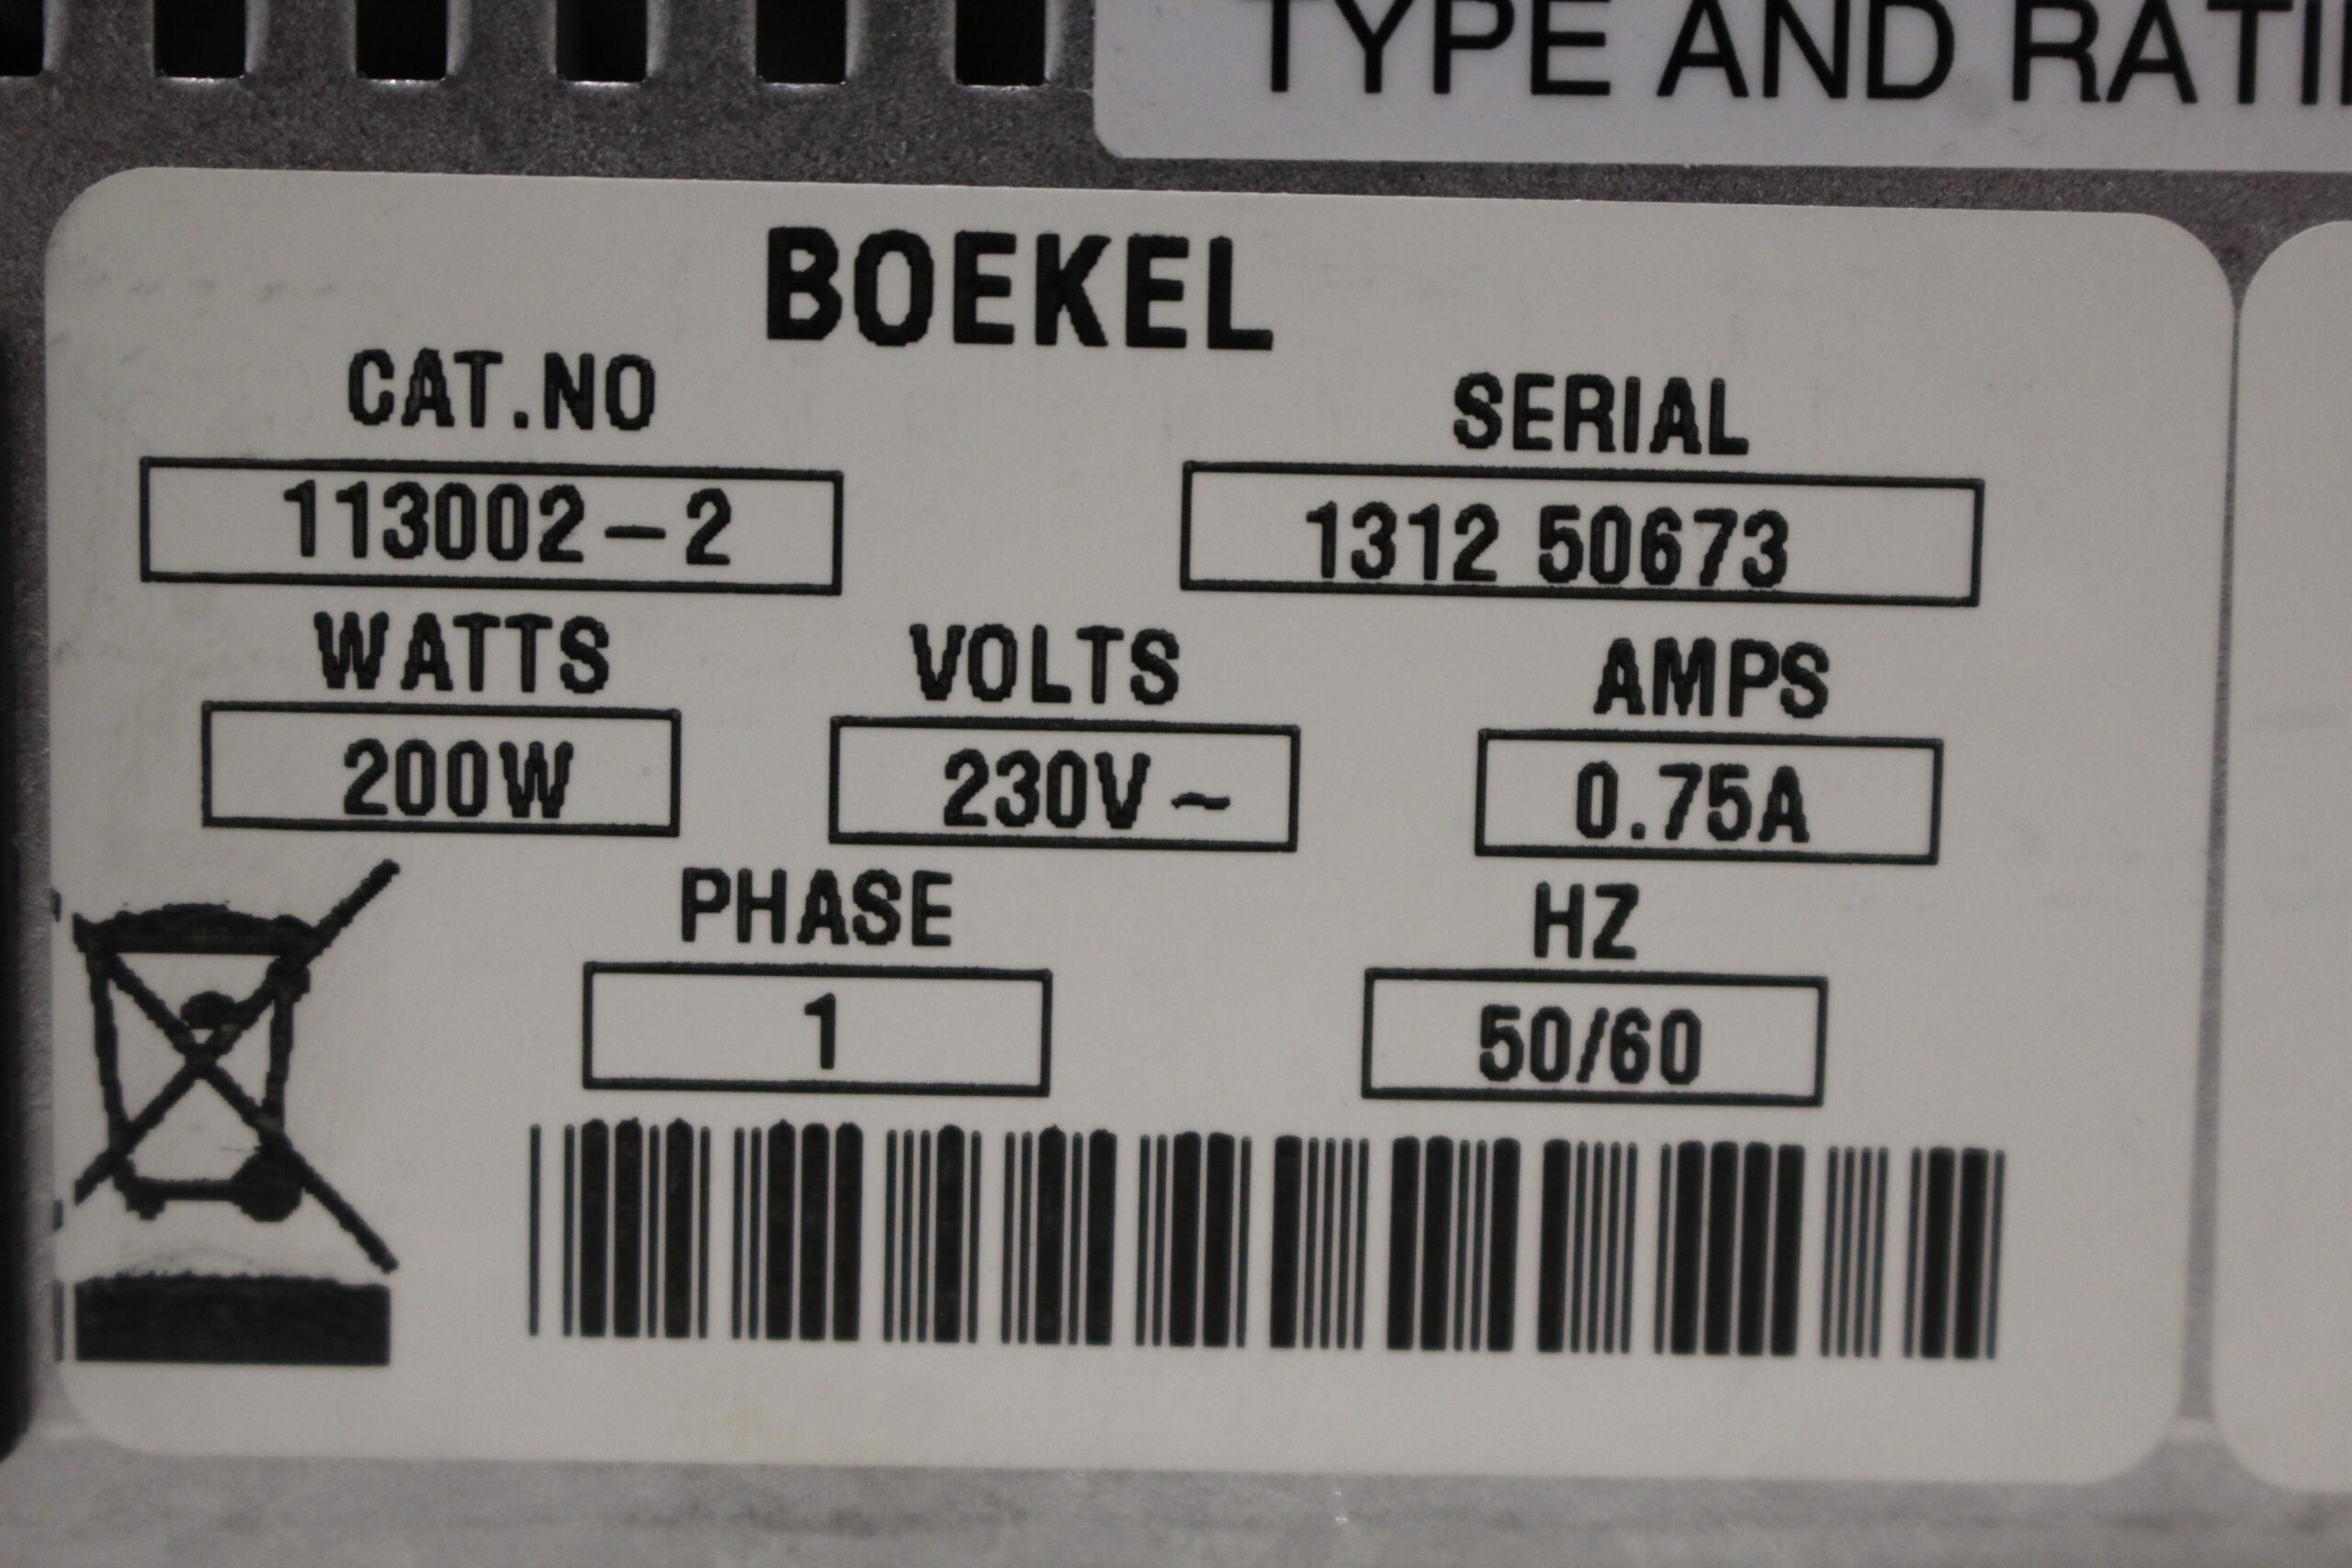 TYPE AND
BOEKEL
CAT.NO SERIAL
113002-2 1312 50673
WATTS VOLTS AMPS
200W 230V~ 0.75A
PHASE HZ
1 50/60